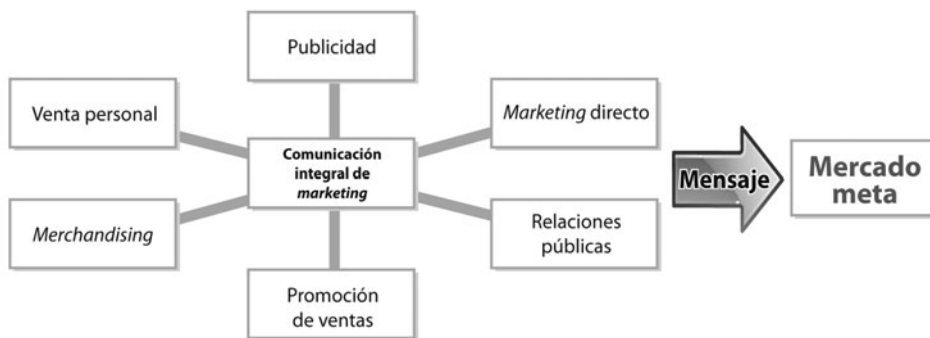 Publicidad
Venta personal
Marketing directo
Comunicación
integral de
marketing
Mensaje
Mercado
meta
Merchandising
Relaciones
públicas
Promoción
de ventas